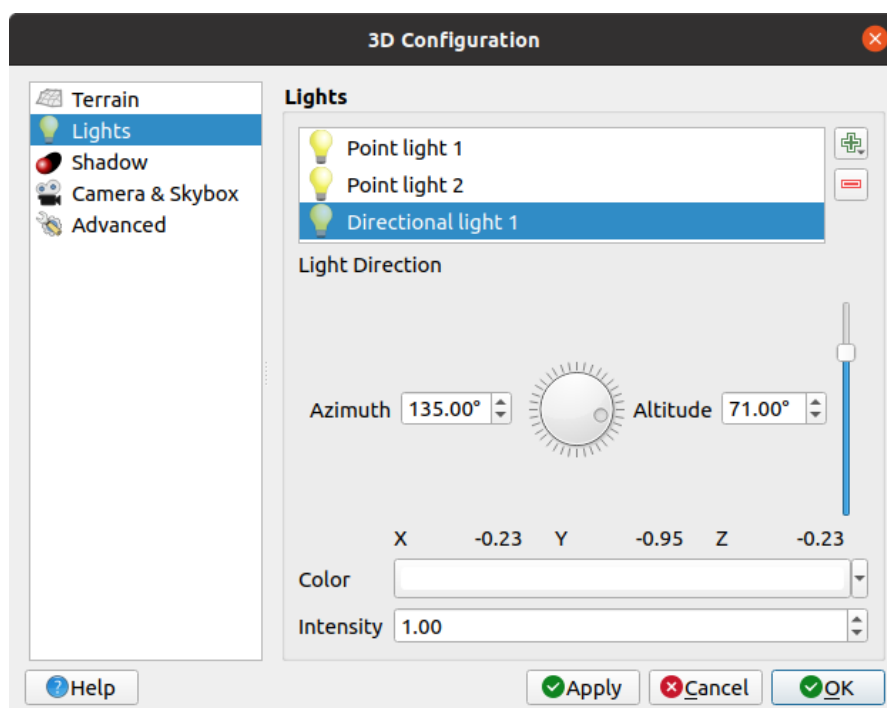 3D Configuration
Terrain
Lights
Shadow
Camera & Skybox
Advanced
Lights
Point light 1
Point light 2
Directional light 1
Light Direction
Azimuth 135.00° Altitude 71.00°
X -0.23 Y -0.95 Z -0.23
Color
Intensity 1.00
Help Apply Cancel OK